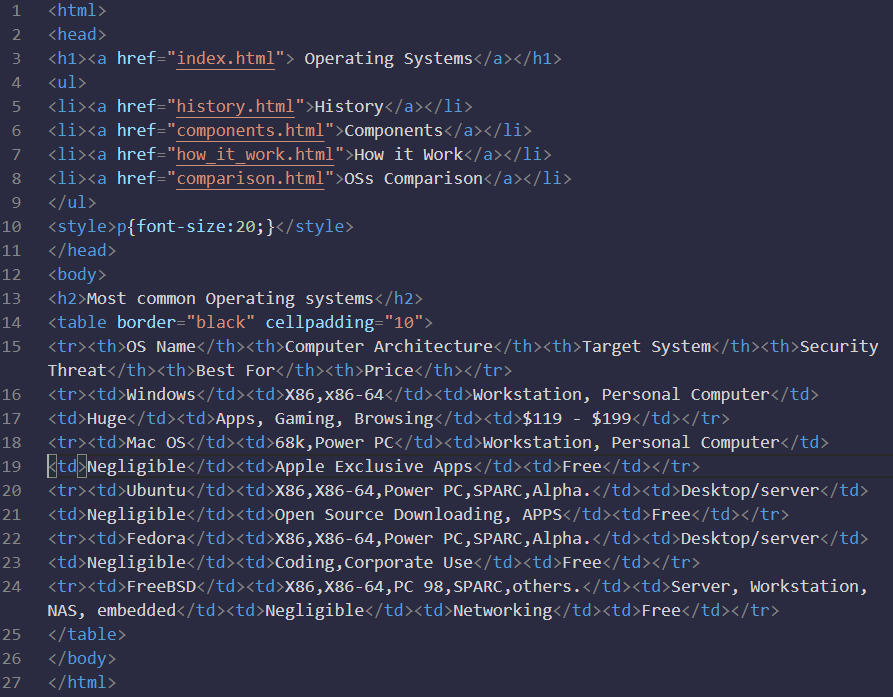 1 <html>
2 <head>
3 <h1><a href="index.html"> Operating Systems</a></h1>
4 <ul>
5 <li><a href="history.html">History</a></li>
6 <li><a href="components.html">Components</a></li>
7 <li><a href="how_it_work.html">How it Work</a></li>
8 <li><a href="comparison.html">OSs Comparison</a></li>
9 </ul>
10 <style>p{font-size:20;}</style>
11 </head>
12 <body>
13 <h2>Most common Operating systems</h2>
14 <table border="black" cellpadding="10">
15 <tr><th>OS Name</th><th>Computer Architecture</th><th>Target System</th><th>Security
Threat</th><th>Best For</th><th>Price</th></tr>
16 <tr><td>Windows</td><td>X86,x86-64</td><td>Workstation, Personal Computer</td>
17 <td>Huge</td><td>Apps, Gaming, Browsing</td><td>$119 - $199</td></tr>
18 <tr><td>Mac OS</td><td>68k,Power PC</td><td>Workstation, Personal Computer</td>
19 <td>Negligible</td><td>Apple Exclusive Apps</td><td>Free</td></tr>
20 <tr><td>Ubuntu</td><td>X86,X86-64,Power PC,SPARC,Alpha.</td><td>Desktop/server</td>
21 <td>Negligible</td><td>Open Source Downloading, APPS</td><td>Free</td></tr>
22 <tr><td>Fedora</td><td>X86,X86-64,Power PC,SPARC,Alpha.</td><td>Desktop/server</td>
23 <td>Negligible</td><td>Coding,Corporate Use</td><td>Free</td></tr>
24 <tr><td>FreeBSD</td><td>X86,X86-64,PC 98,SPARC,others.</td><td>Server, Workstation,
NAS, embedded</td><td>Negligible</td><td>Networking</td><td>Free</td></tr>
25 </table>
26 </body>
27 </html>